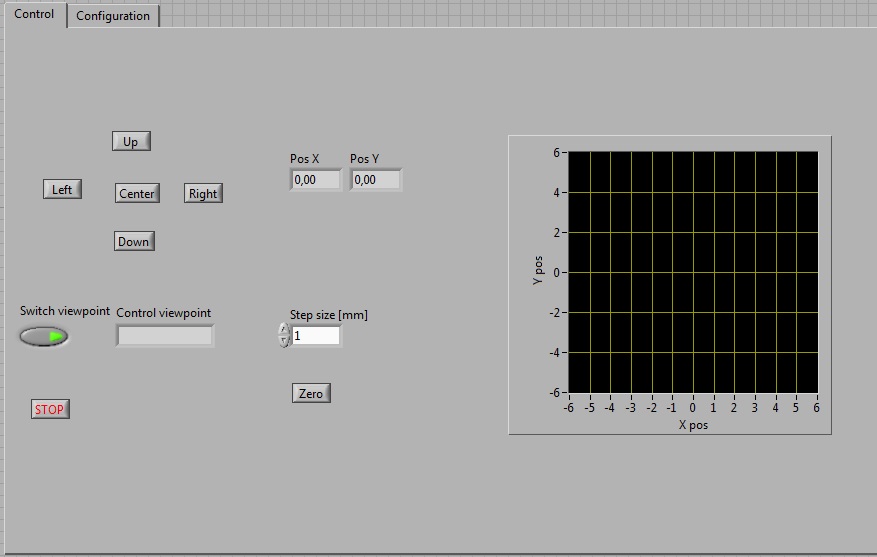 Control Configuration
Up
Left Center Right
Down
Pos X Pos Y
0,00 0,00
Switch viewpoint Control viewpoint
Step size [mm]
1
Zero
STOP
Y pos
6
4
2
0
-2
-4
-6
-6 -5 -4 -3 -2 -1 0 1 2 3 4 5 6
X pos